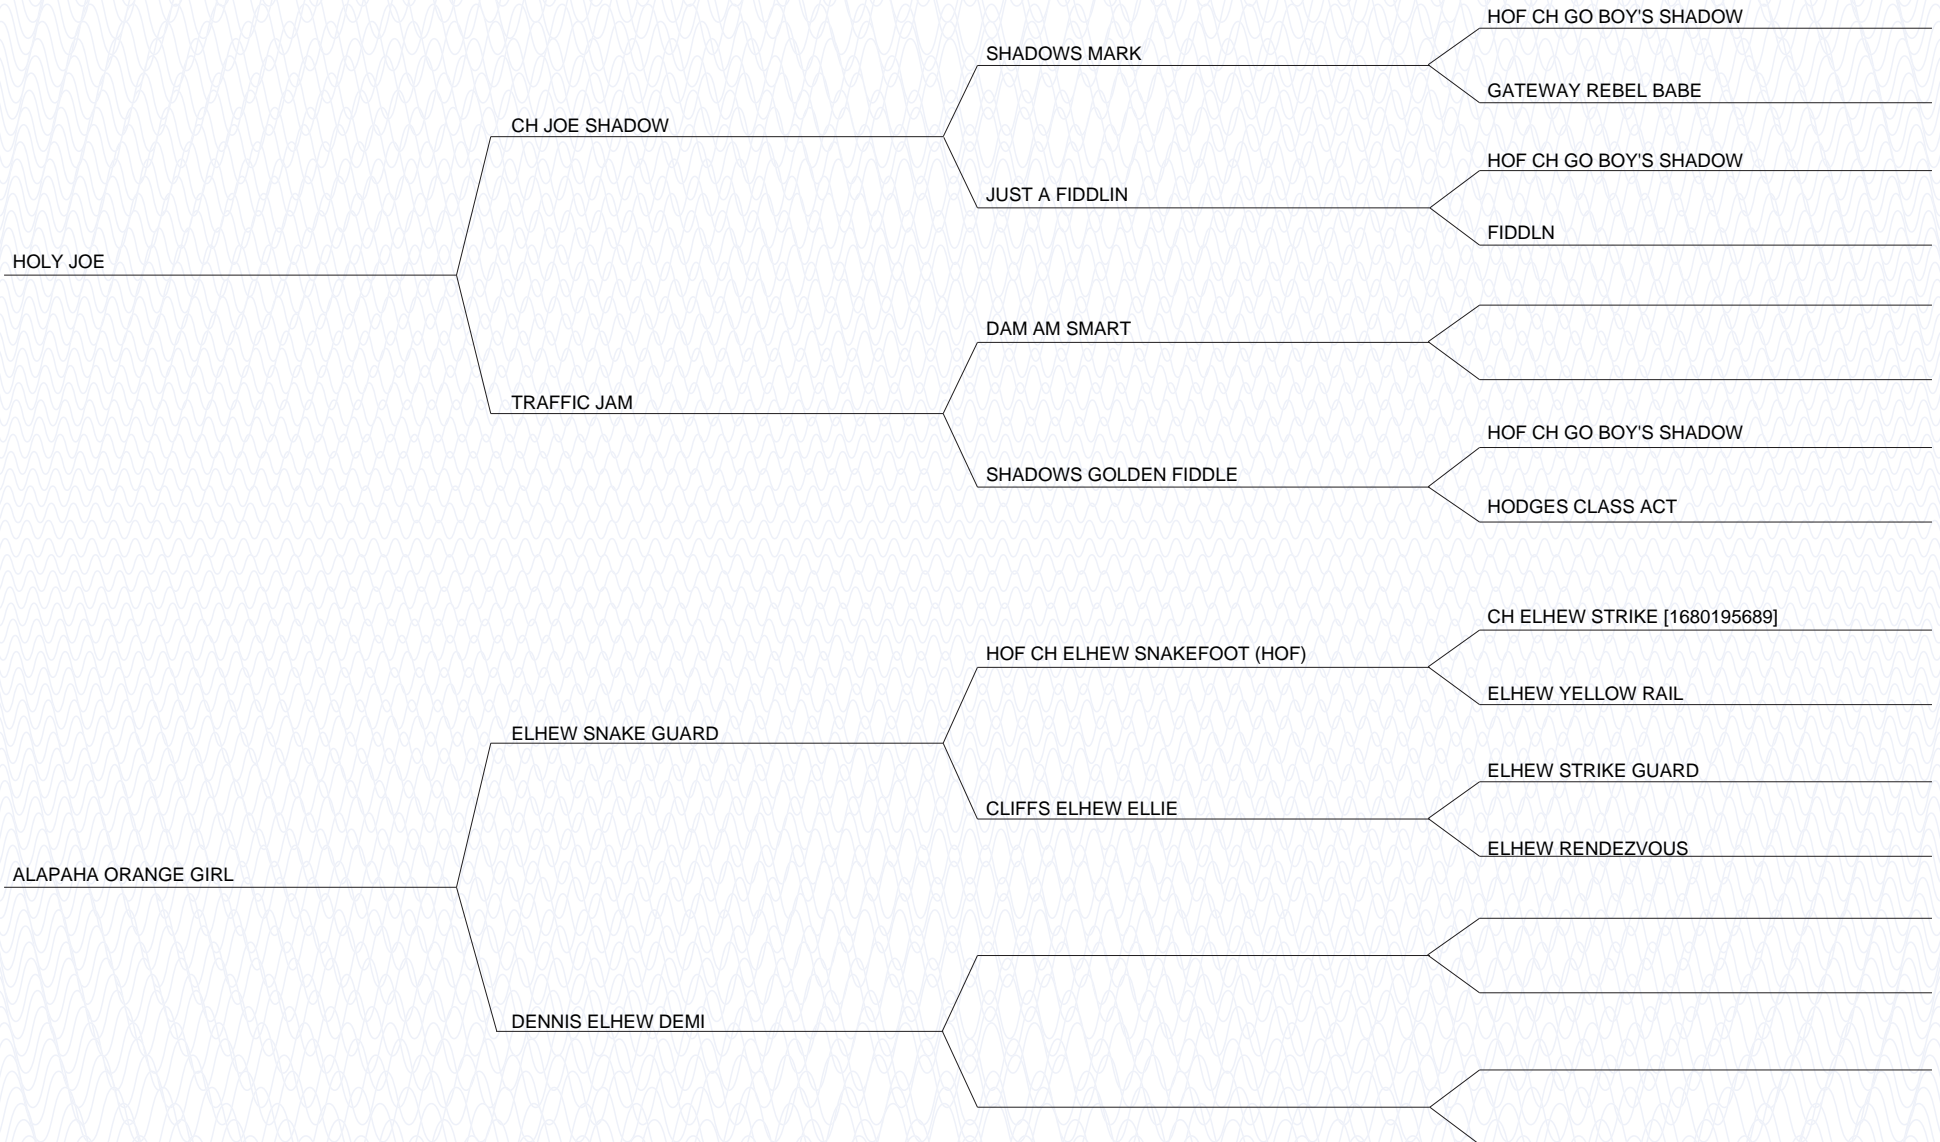 HOF CH GO BOY'S SHADOW
SHADOWS MARK
GATEWAY REBEL BABE
CH JOE SHADOW
HOF CH GO BOY'S SHADOW
JUST A FIDDLIN
FIDDLN
HOLY JOE
DAM AM SMART
TRAFFIC JAM
HOF CH GO BOY'S SHADOW
SHADOWS GOLDEN FIDDLE
HODGES CLASS ACT
CH ELHEW STRIKE [1680195689]
HOF CH ELHEW SNAKEFOOT (HOF)
ELHEW YELLOW RAIL
ELHEW SNAKE GUARD
ELHEW STRIKE GUARD
CLIFFS ELHEW ELLIE
ELHEW RENDEZVOUS
ALAPAHA ORANGE GIRL
DENNIS ELHEW DEMI